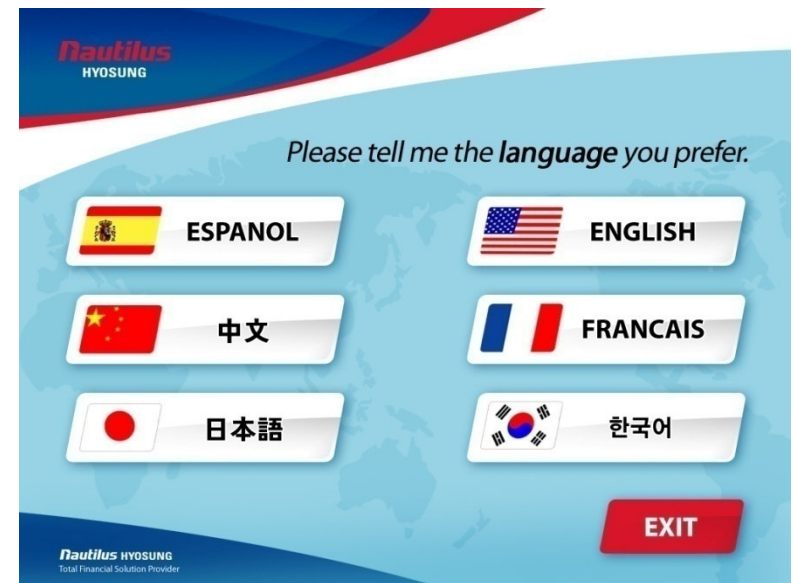 Nautilus
HYOSUNG
Please tell me the language you prefer.
ESPANOL
ENGLISH
中文
FRANCAIS
日本語
한국어
EXIT
Nautilus HYOSUNG
Total Financial Solution Provider